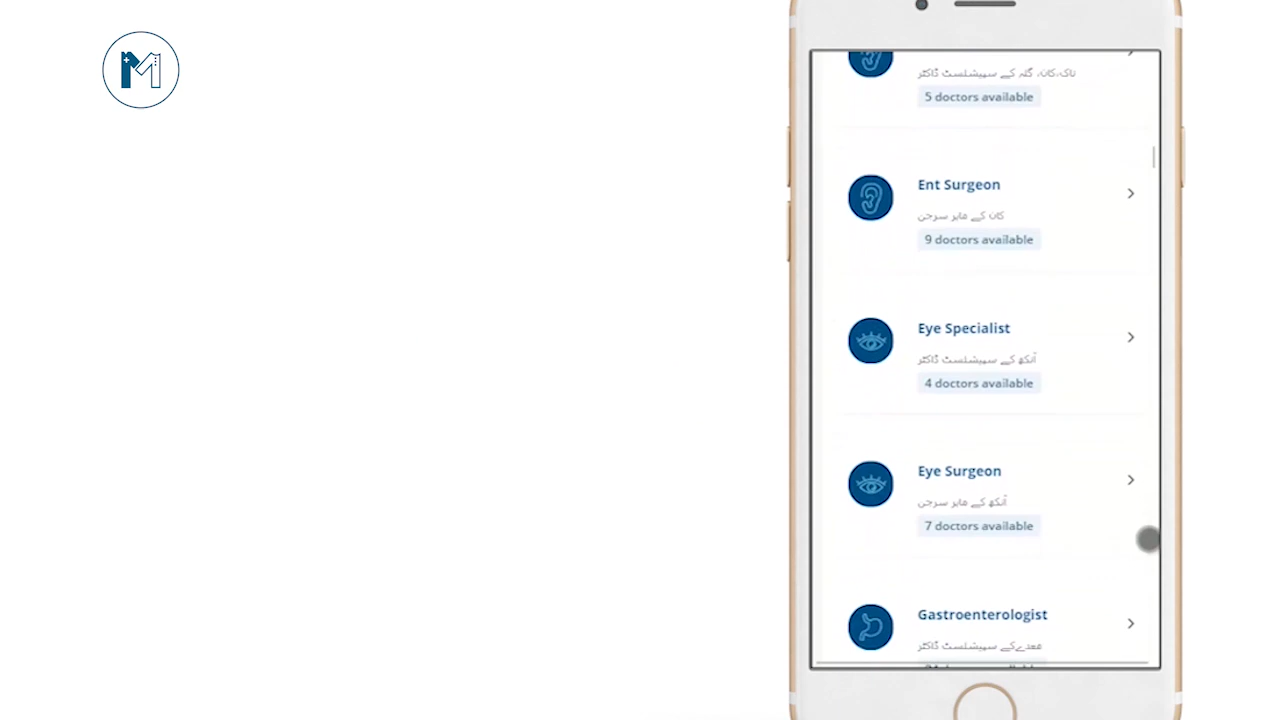 M
ناک،کان، گلہ کے سپیشلسٹ ڈاکٹر
5 doctors available
Ent Surgeon
کان کے ماہر سرجن
9 doctors available
Eye Specialist
آنکھ کے سپیشلسٹ ڈاکٹر
4 doctors available
Eye Surgeon
آنکھ کے ماہر سرجن
7 doctors available
Gastroenterologist
معدےکے سپیشلسٹ ڈاکٹر